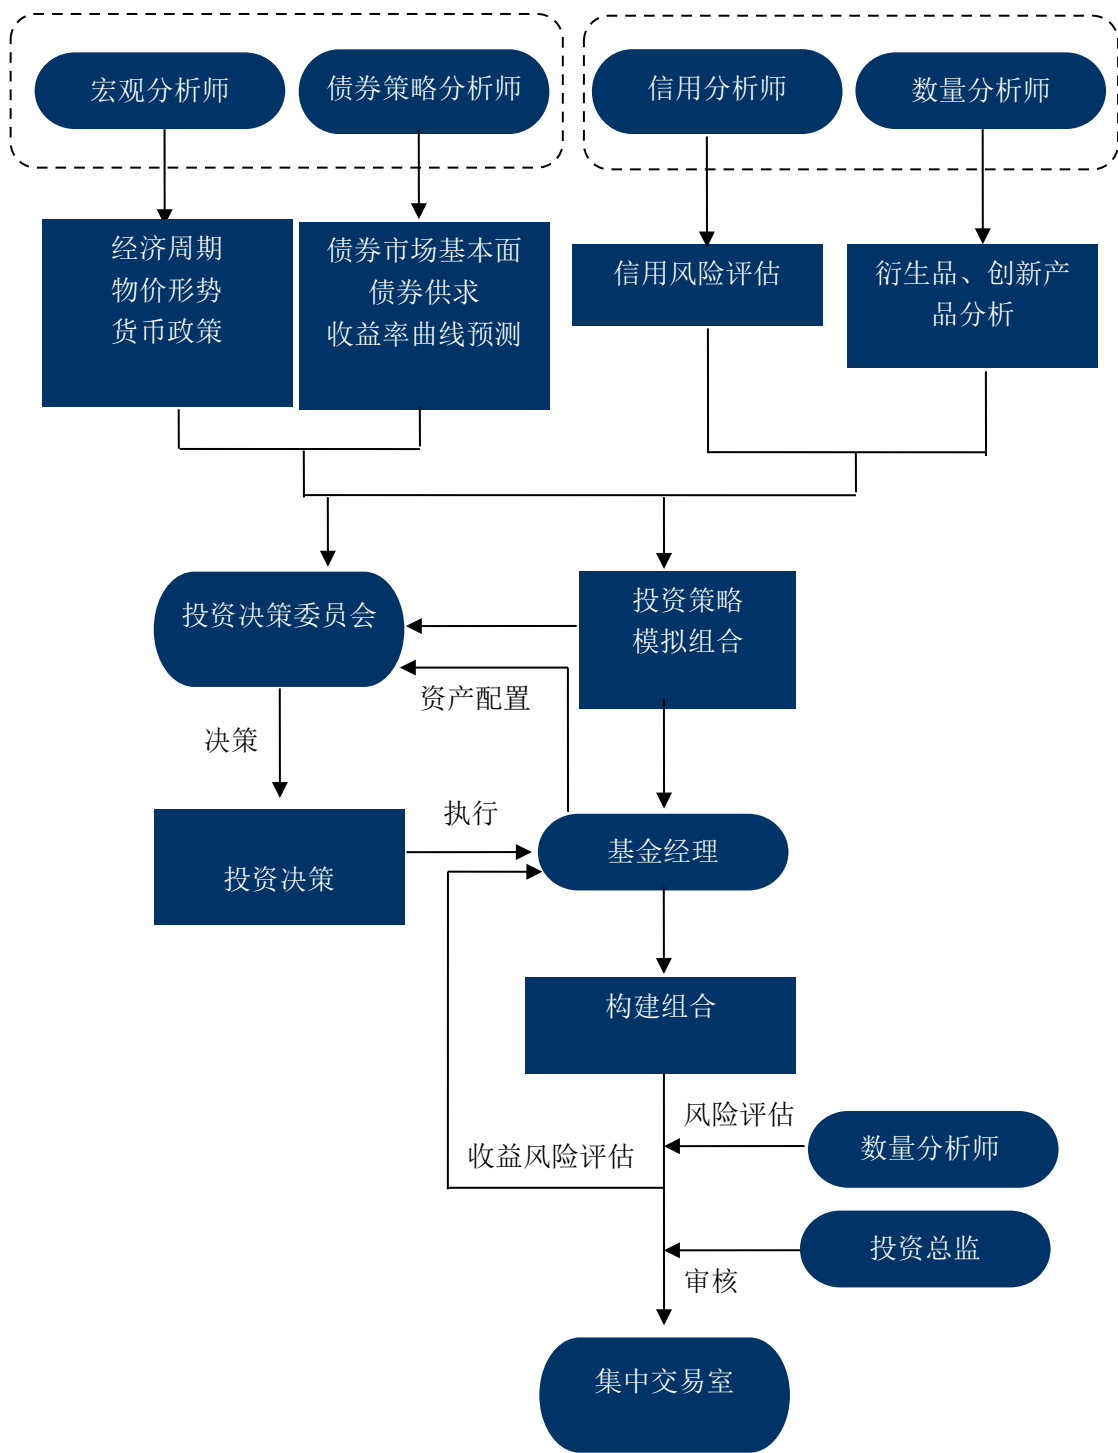 宏观分析师
债券策略分析师
信用分析师
数量分析师
经济周期
物价形势
货币政策
债券市场基本面
债券供求
收益率曲线预测
信用风险评估
衍生品、创新产
品分析
投资决策委员会
投资策略
模拟组合
资产配置
决策
执行
投资决策
基金经理
构建组合
风险评估
数量分析师
收益风险评估
投资总监
审核
集中交易室